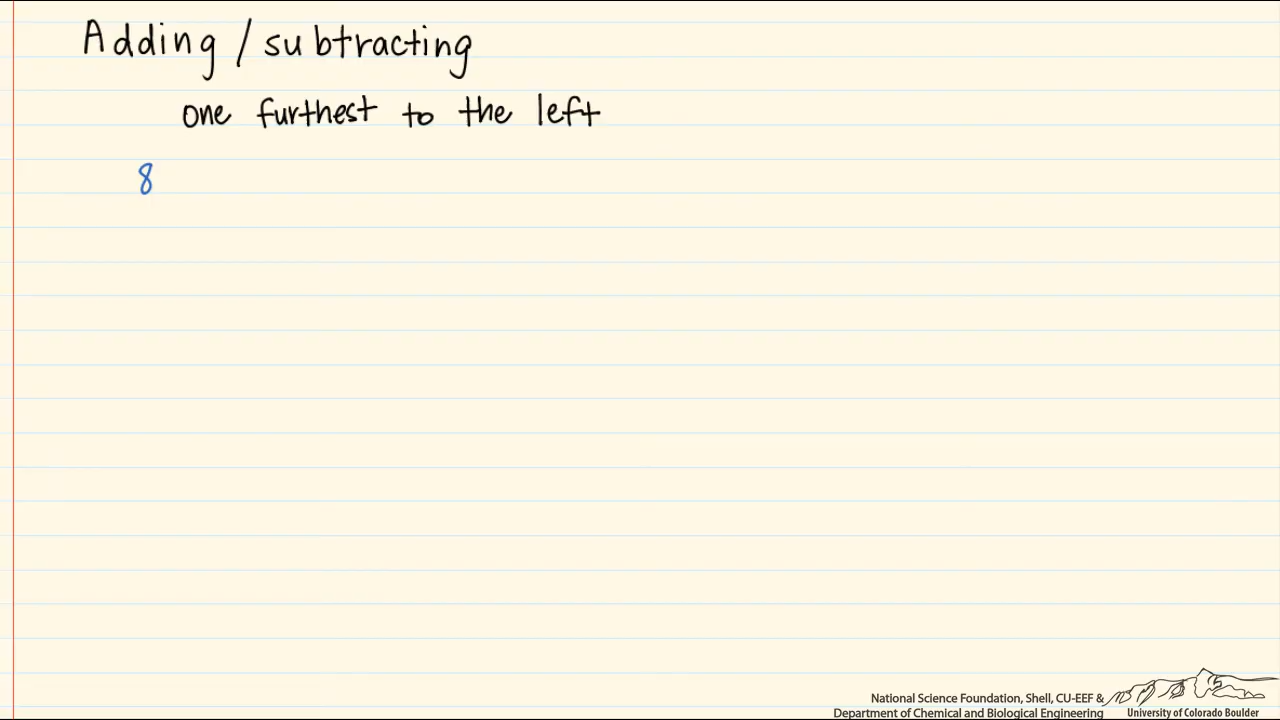 Adding / subtracting
one furthest to the left
8
National Science Foundation, Shell, CU-EEF &
Department of Chemical and Biological Engineering
University of Colorado Boulder